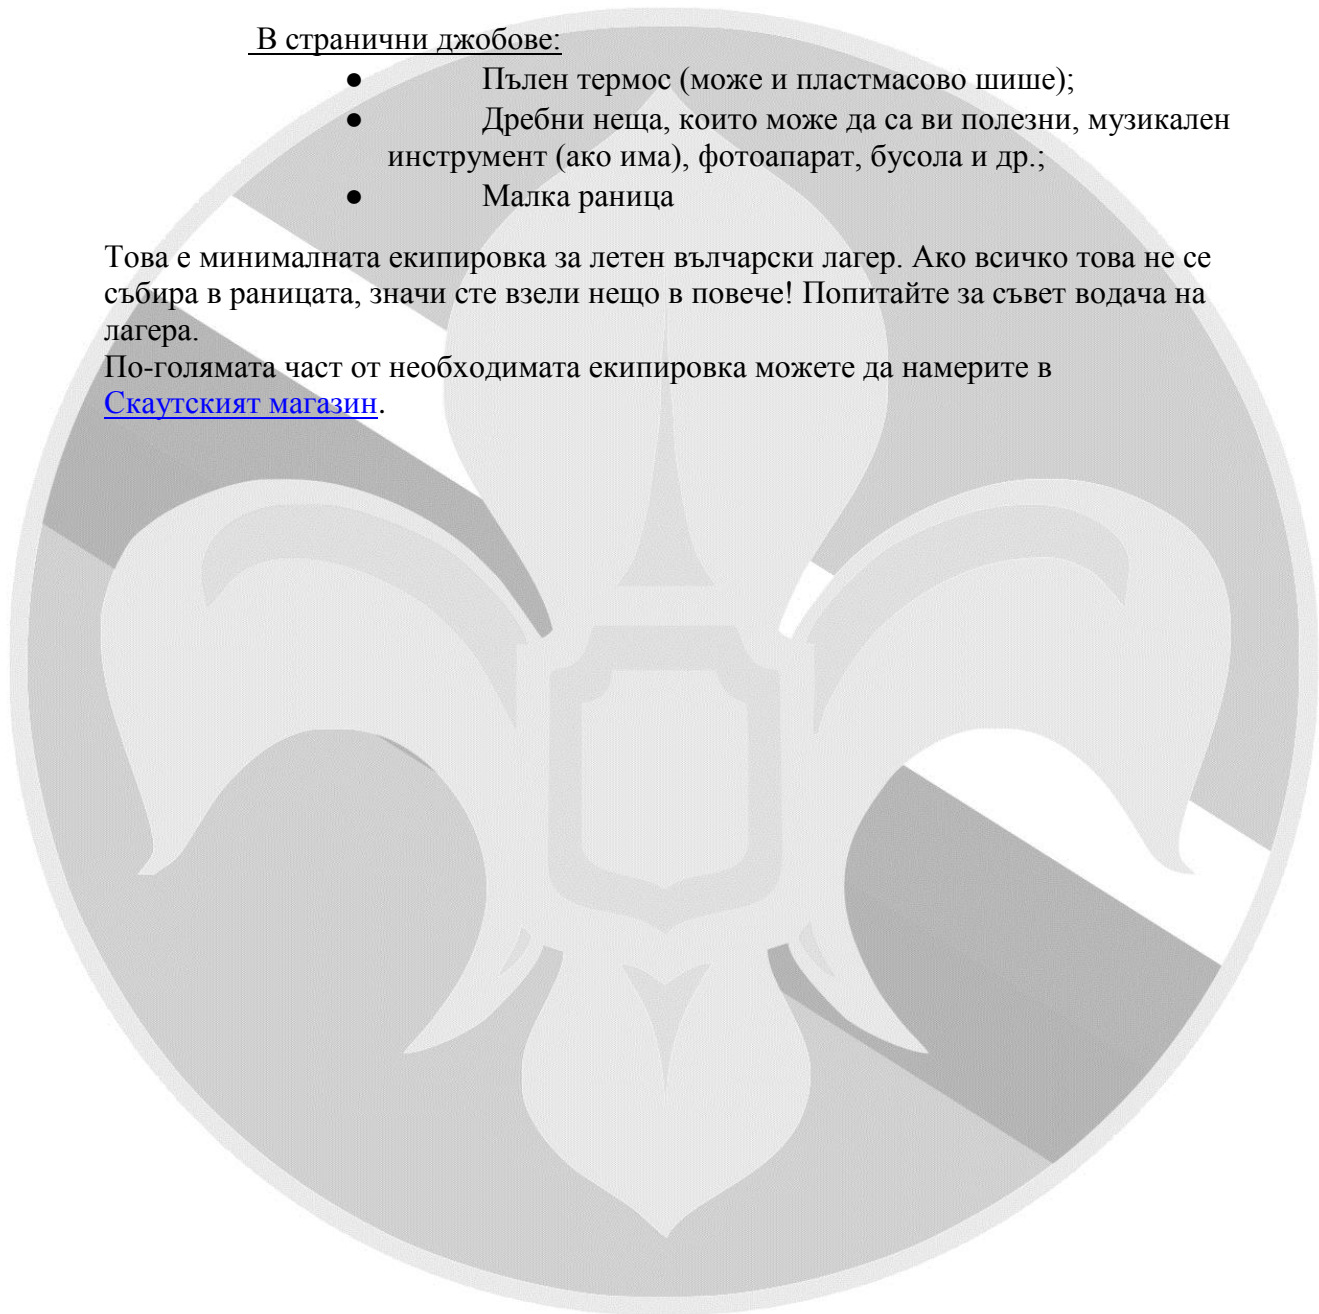 В странични джобове:
● Пълен термос (може и пластмасово шише);
● Дребни неща, които може да са ви полезни, музикален
инструмент (ако има), фотоапарат, бусола и др.;
● Малка раница
Това е минималната екипировка за летен вълчарски лагер. Ако всичко това не се
събира в раницата, значи сте взели нещо в повече! Попитайте за съвет водача на
лагера.
По-голямата част от необходимата екипировка можете да намерите в
Скаутският магазин.